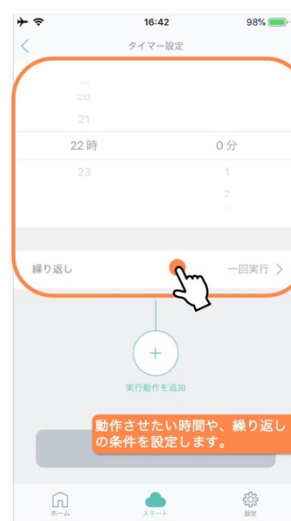 16:42
98%
タイマー設定
20
21
22時 0分
23 1
2
繰り返し 一回実行
実行動作を追加
動作させたい時間や、繰り返し
の条件を設定します。
ホーム スマート 設定